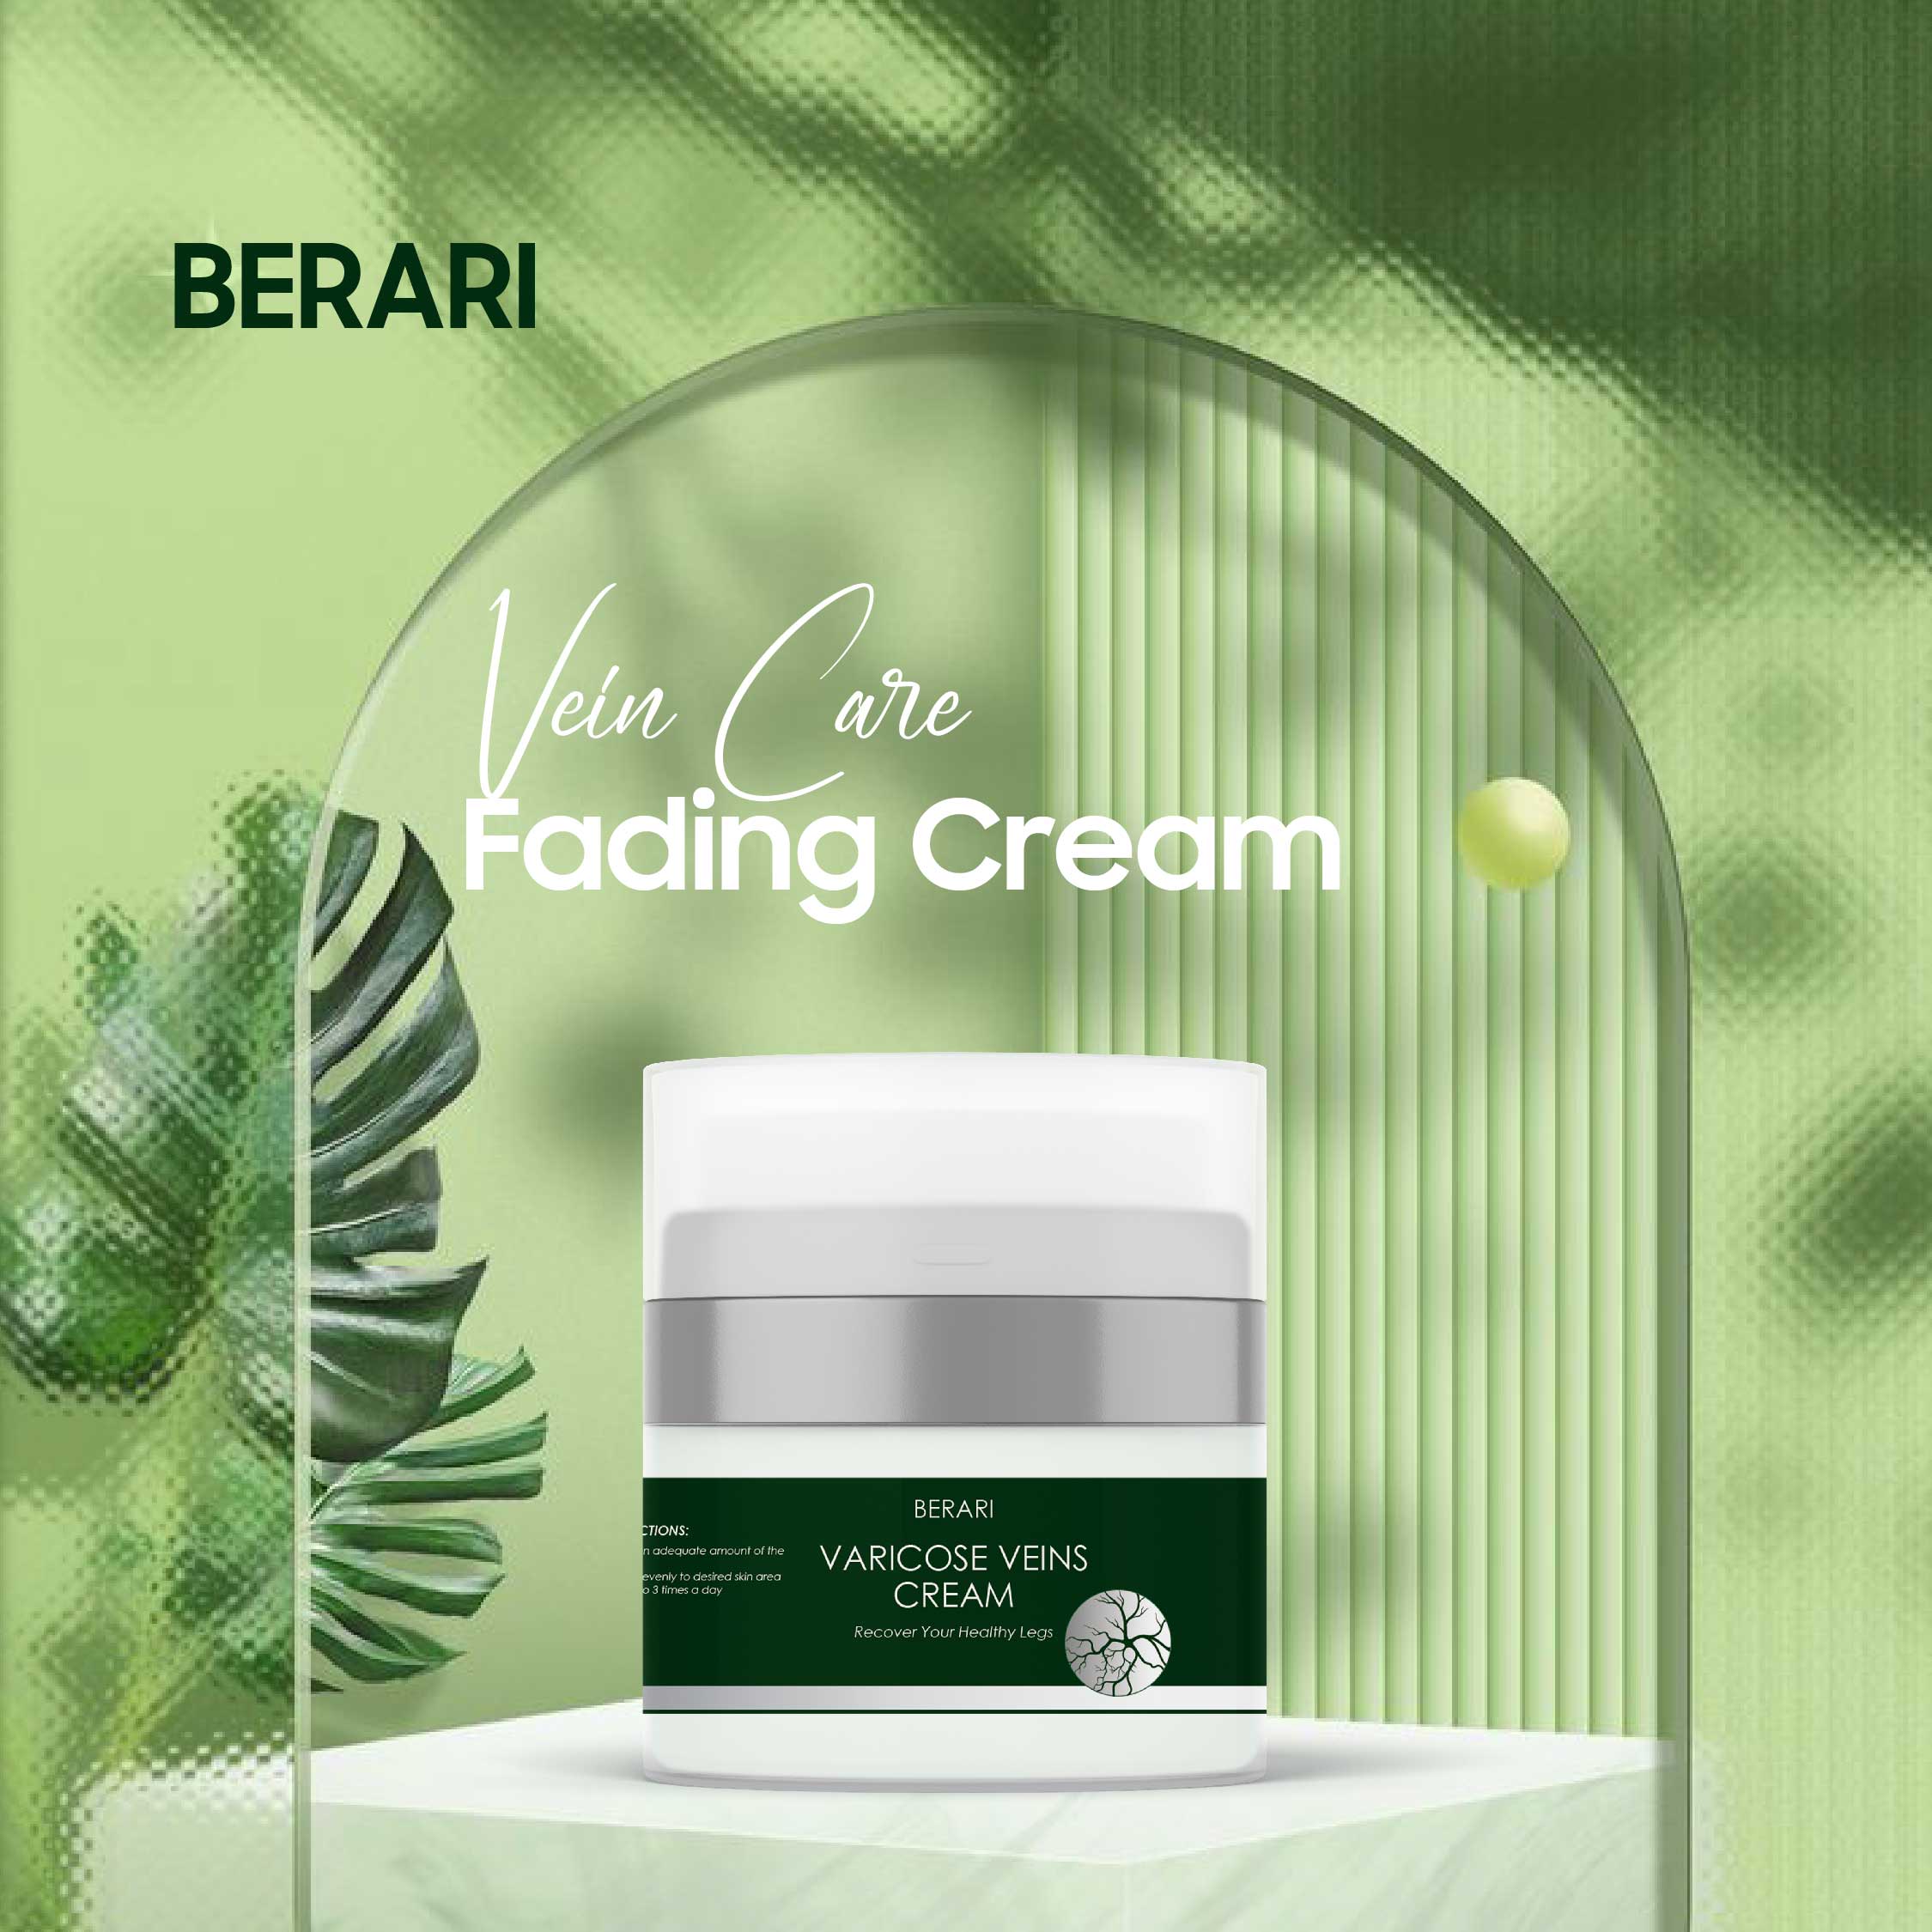 BERARI
Vein Care
Fading Cream
BERARI
VARICOSE VEINS
CREAM
Recover Your Healthy Legs
CTIONS:
n adequate amount of the
evenly to desired skin area
o 3 times a day